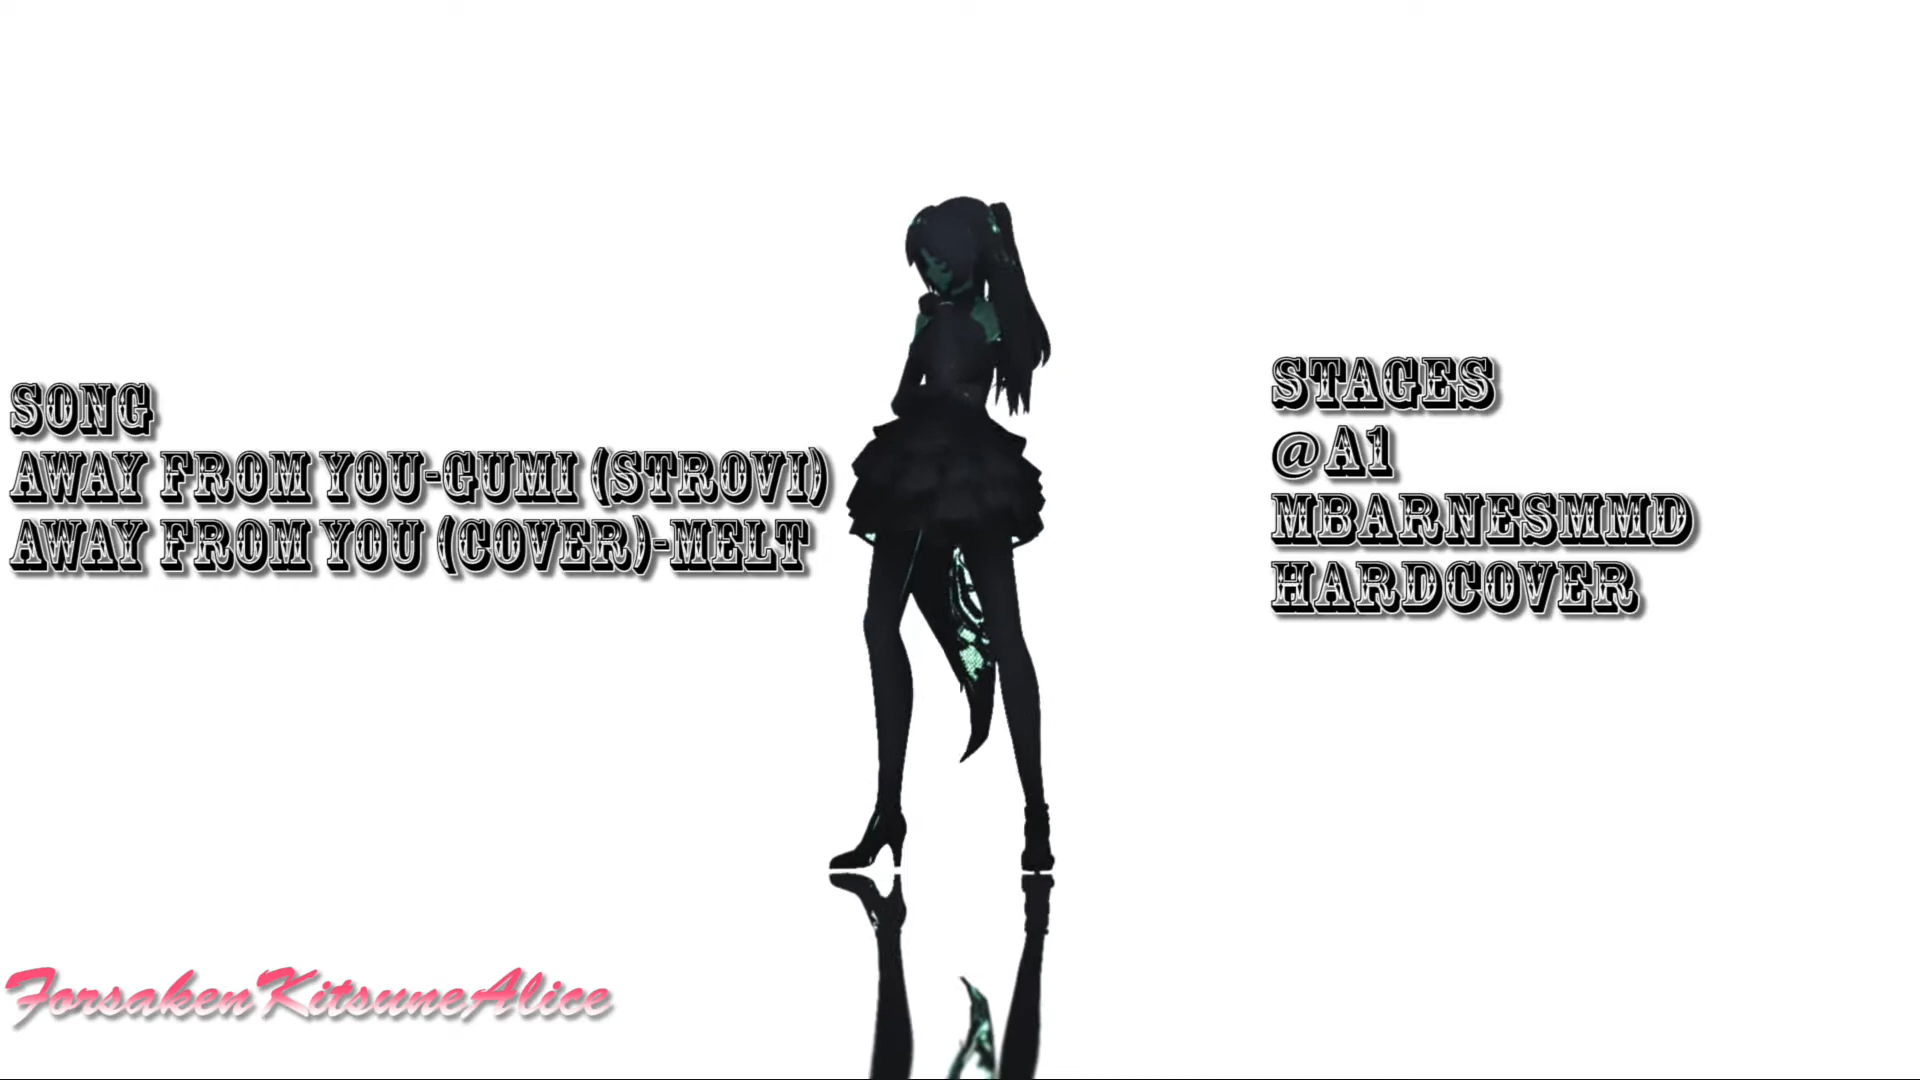 SONG
AWAY FROM YOU-GUMI (STROVI)
AWAY FROM YOU (COVER)-MELT
STAGES
@A1
MBARNESMMD
HARDCOVER
ForsakenKitsuneAlice